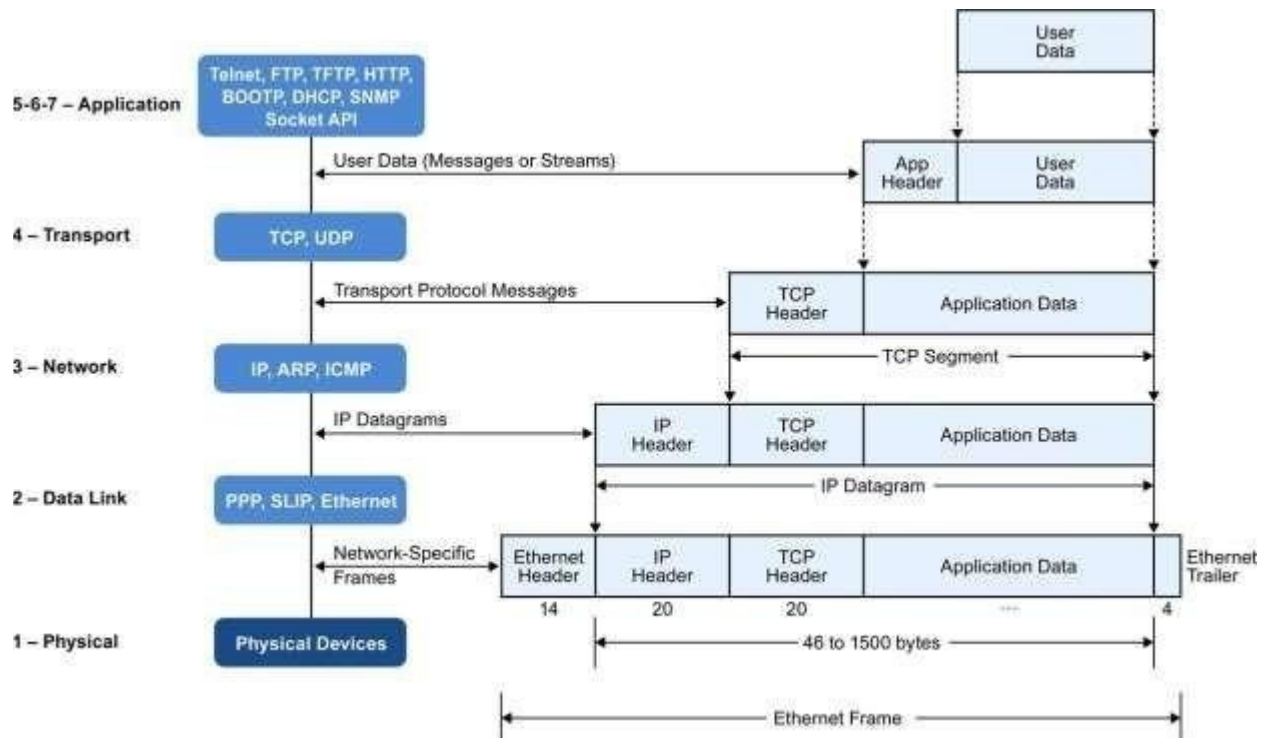 User
Data
Telnet, FTP, TFTP, HTTP,
BOOTP, DHCP, SNMP
Socket API
5-6-7 – Application
User Data (Messages or Streams)
App
Header
User
Data
4 – Transport
TCP, UDP
Transport Protocol Messages
TCP
Header
Application Data
TCP Segment
3 – Network
IP, ARP, ICMP
IP Datagrams
IP
Header
TCP
Header
Application Data
IP Datagram
2 – Data Link
PPP, SLIP, Ethernet
Network-Specific
Frames
Ethernet
Header
IP
Header
TCP
Header
Application Data
Ethernet
Trailer
14
20
20
...
4
1 – Physical
Physical Devices
46 to 1500 bytes
Ethernet Frame